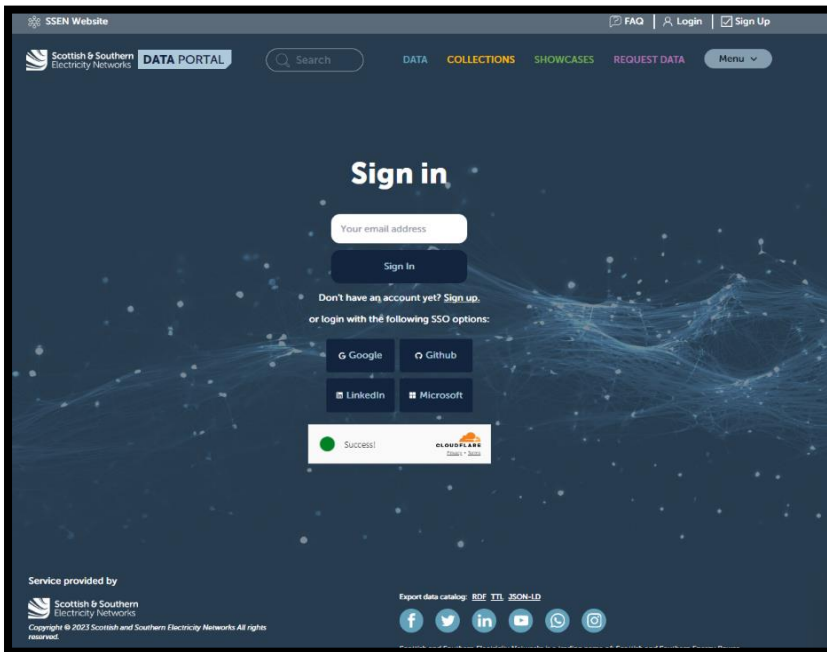 SSEN Website
FAQ Login Sign Up
Scottish & Southern
Electricity Networks
DATA PORTAL
Search
DATA COLLECTIONS SHOWCASES REQUEST DATA Menu
Sign in
Your email address
Sign In
Don't have an account yet? Sign up.
or login with the following SSO options:
Google Github
LinkedIn Microsoft
Success!
CLOUDFLARE
Privacy • Terms
Service provided by
Scottish & Southern
Electricity Networks
Copyright © 2023 Scottish and Southern Electricity Networks All rights
reserved.
Export data catalog: RDF TTL JSON-LD